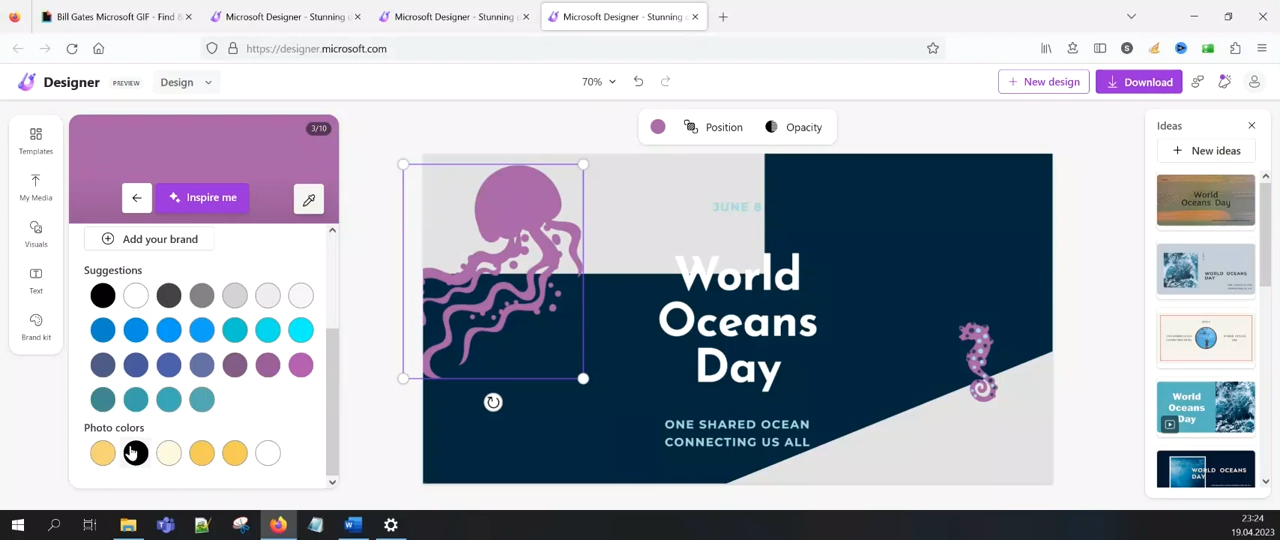 Bill Gates Microsoft GIF - Find &
Microsoft Designer - Stunning
Microsoft Designer - Stunning
Microsoft Designer - Stunning
https://designer.microsoft.com
Designer
PREVIEW
Design
70%
New design
Download
Templates
My Media
Visuals
Text
Brand kit
3/10
Inspire me
Add your brand
Suggestions
Photo colors
Position
Opacity
JUNE 8
World
Oceans
Day
ONE SHARED OCEAN
CONNECTING US ALL
Ideas
New ideas
World
Oceans Day
WORLD OCEANS
DAY
World
Oceans
Day
WORLD OCEANS
DAY
23:24
19.04.2023